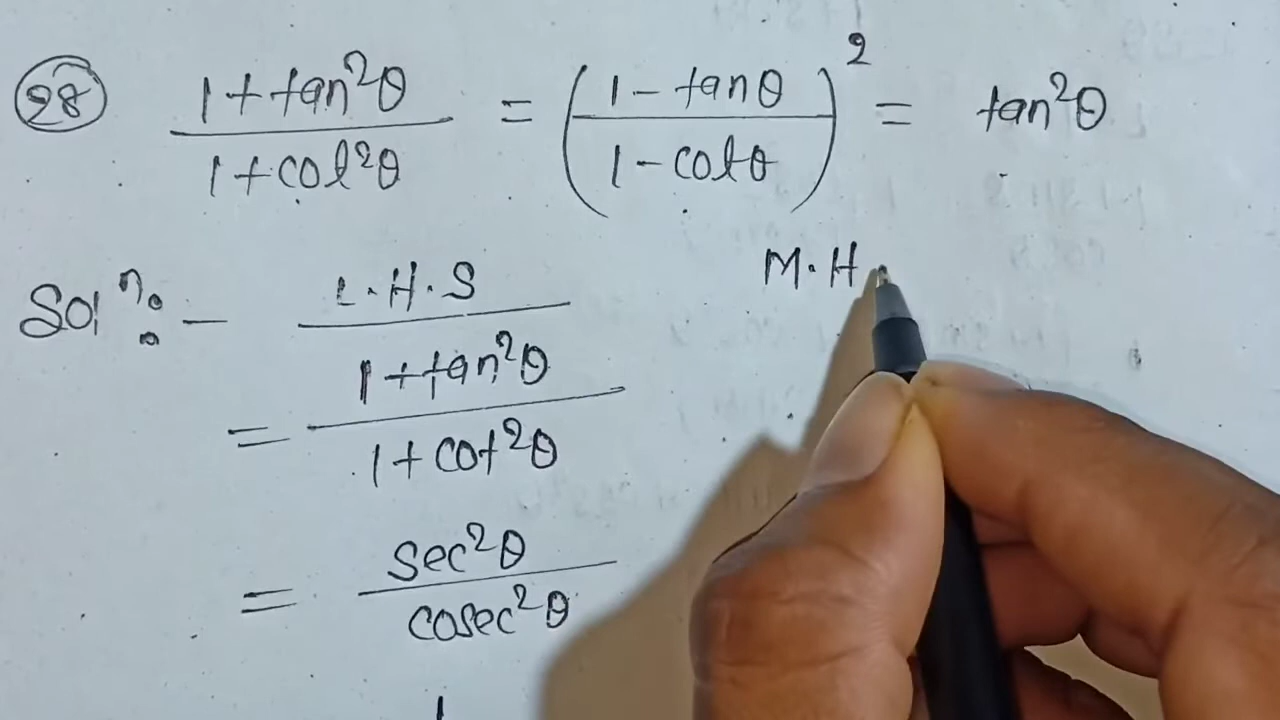 28 (1 + tan²θ)/(1 + cot²θ) = ((1 - tanθ)/(1 - cotθ))² = tan²θ
Solⁿ:- L.H.S
M.H
= (1 + tan²θ)/(1 + cot²θ)
= sec²θ/cosec²θ